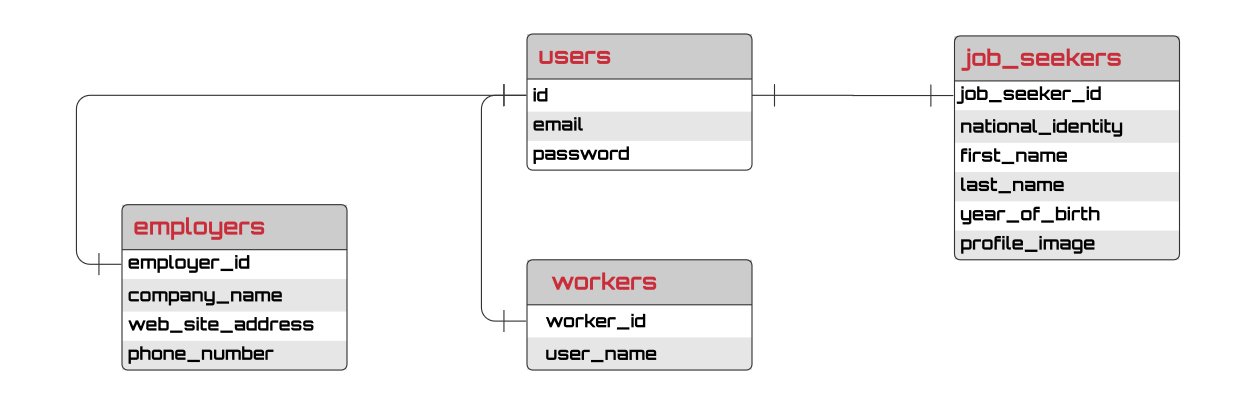 users
id
email
password
job_seekers
job_seeker_id
national_identity
first_name
last_name
year_of_birth
profile_image
employers
employer_id
company_name
web_site_address
phone_number
workers
worker_id
user_name